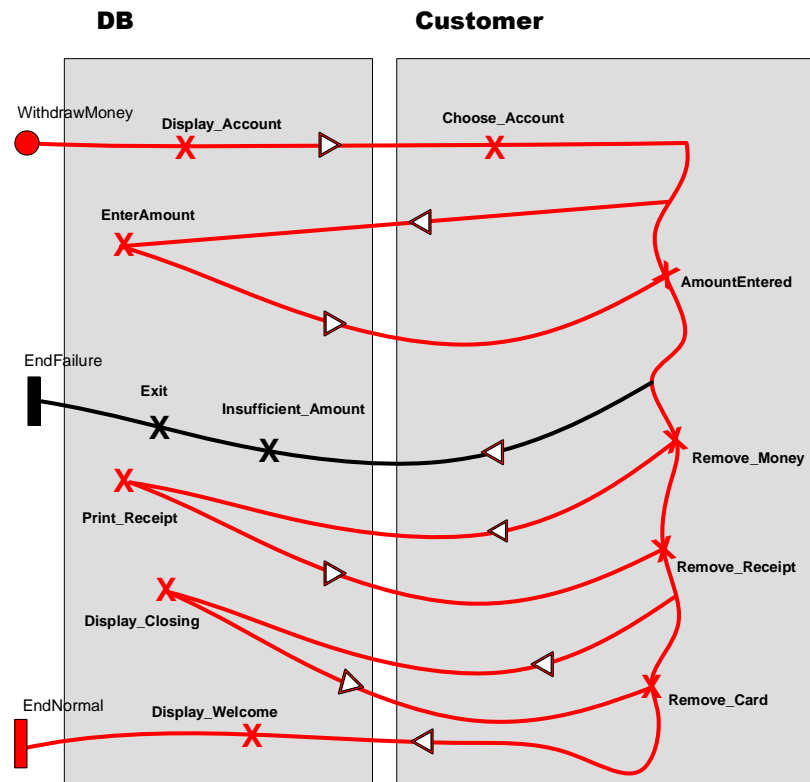 DB
Customer
WithdrawMoney
Display_Account
Choose_Account
EnterAmount
AmountEntered
EndFailure
Exit
Insufficient_Amount
Remove_Money
Print_Receipt
Remove_Receipt
Display_Closing
Remove_Card
EndNormal
Display_Welcome